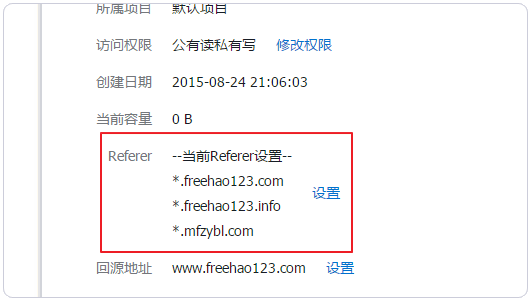 所属项目 默认项目
访问权限 公有读私有写 修改权限
创建日期 2015-08-24 21:06:03
当前容量 0 B
Referer --当前Referer设置--
*.freehao123.com
设置
*.freehao123.info
*.mfzybl.com
回源地址 www.freehao123.com 设置